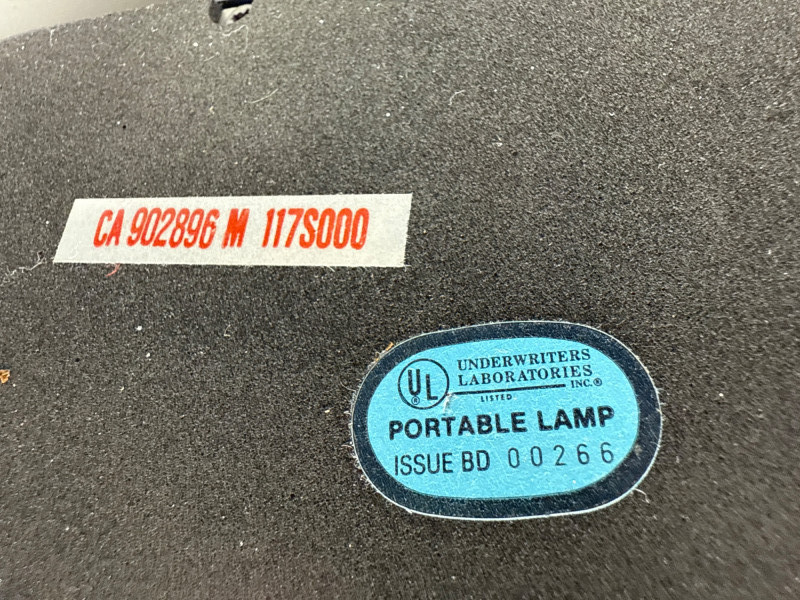 CA 902896 M 117S000
UL
®
UNDERWRITERS
LABORATORIES
INC.®
LISTED
PORTABLE LAMP
ISSUE BD 00266